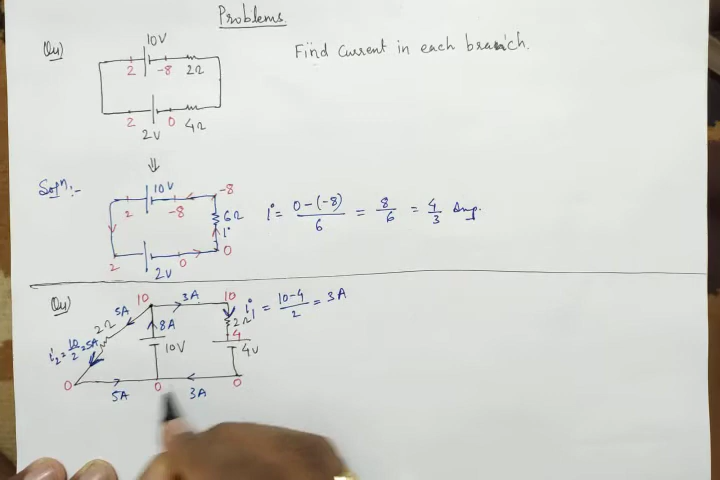 Problems
Qu) Find Current in each branch.
10V
2 -8 2Ω
2 0 4Ω
2V
⇓
Solⁿ:-
10V -8
2 -8
6Ω
i
2 0 0
2V
i = 0-(-8)/6 = 8/6 = 4/3 Amp.
Qu)
10 3A 10
5A
i₁ = 10-4/2 = 3A
2Ω 8A 2Ω
i₂ = 10/2 = 5A
10V 4 4V
0 0 0
5A 3A